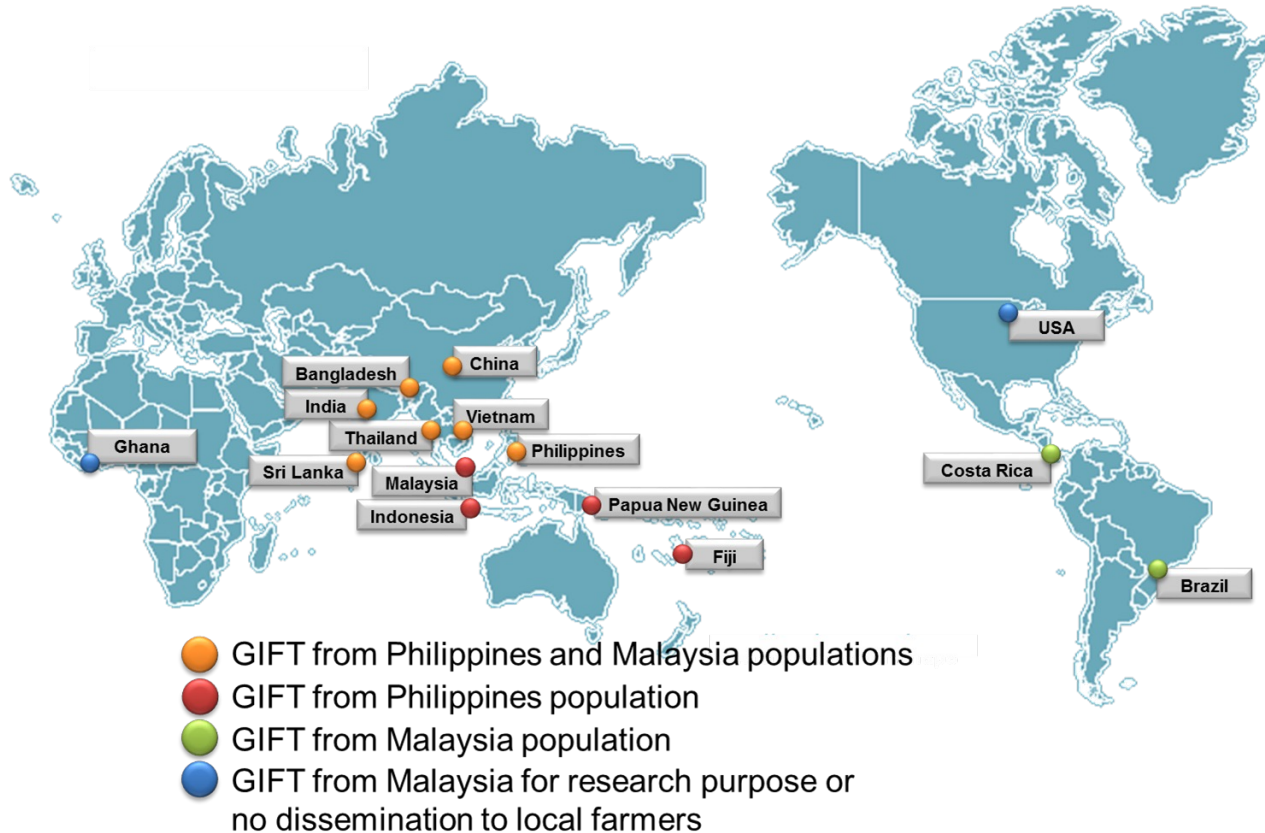 USA
China
Bangladesh
India
Vietnam
Ghana
Thailand
Philippines
Sri Lanka
Costa Rica
Malaysia
Papua New Guinea
Indonesia
Fiji
Brazil
GIFT from Philippines and Malaysia populations
GIFT from Philippines population
GIFT from Malaysia population
GIFT from Malaysia for research purpose or
no dissemination to local farmers